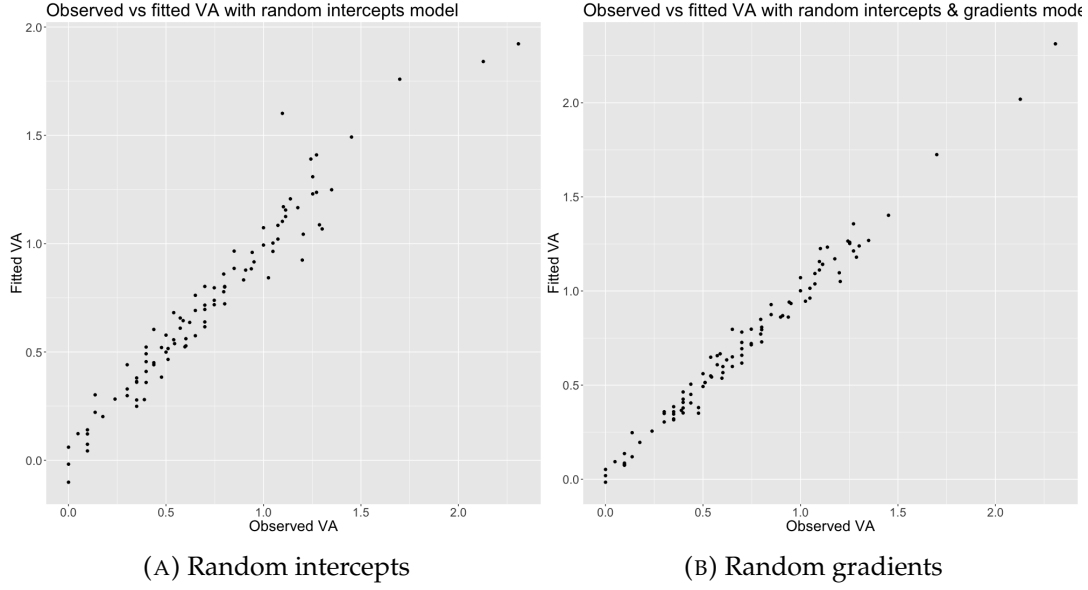 Observed vs fitted VA with random intercepts model
2.0
1.5
1.0
0.5
0.0
Fitted VA
0.0 0.5 1.0 1.5 2.0
Observed VA
(A) Random intercepts
Observed vs fitted VA with random intercepts & gradients mode
2.0
1.5
1.0
0.5
0.0
Fitted VA
0.0 0.5 1.0 1.5 2.0
Observed VA
(B) Random gradients